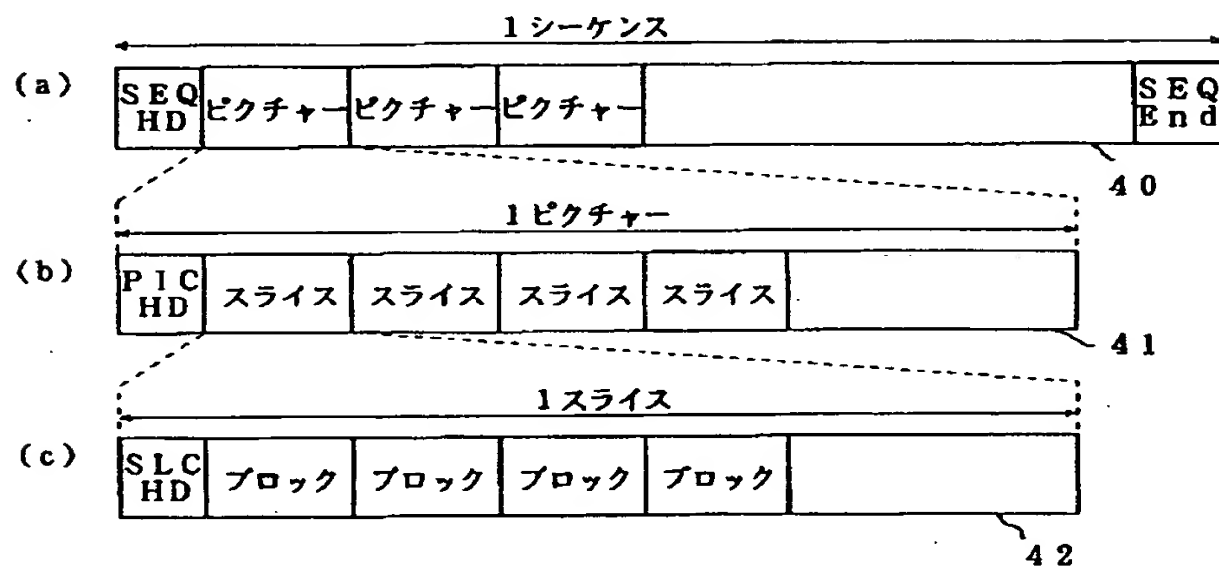 1シーケンス
(a)
SEQ
HD
ピクチャー
ピクチャー
ピクチャー
SEQ
End
40
1ピクチャー
(b)
PIC
HD
スライス
スライス
スライス
スライス
41
1スライス
(c)
SLC
HD
ブロック
ブロック
ブロック
ブロック
42